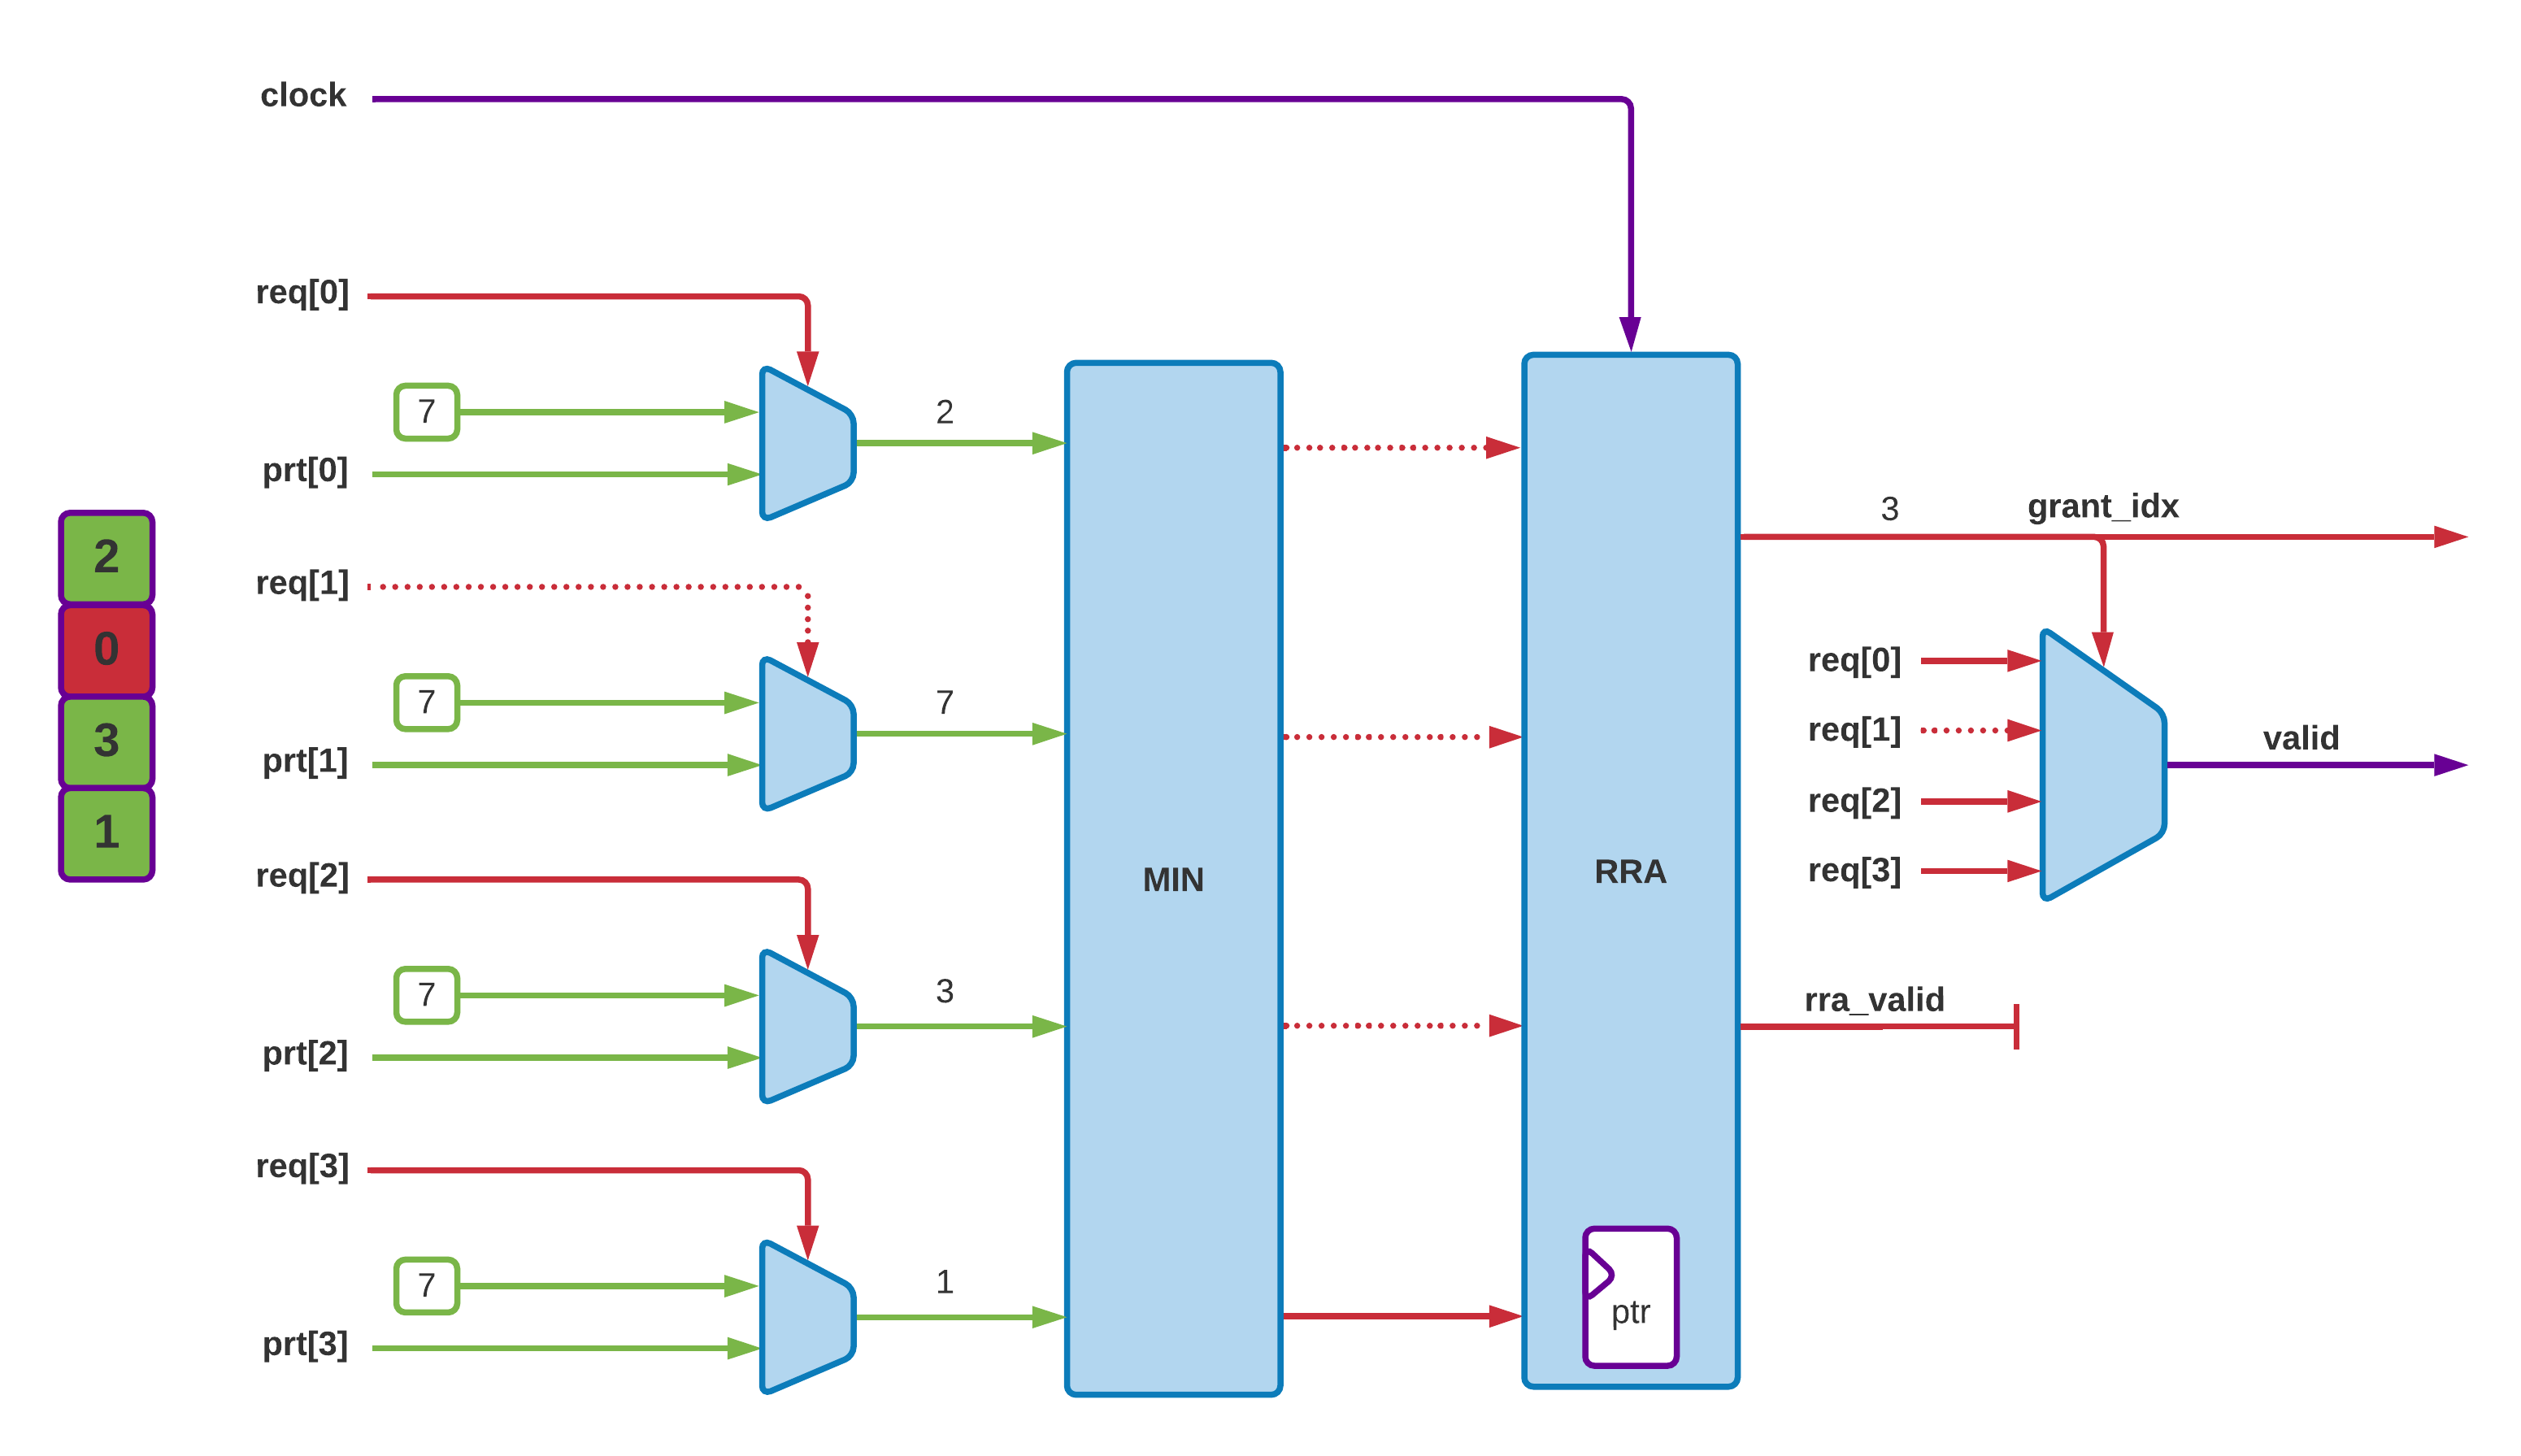 clock
req[0]
7
2
prt[0]
3
grant_idx
2
0
3
1
req[1]
7
7
prt[1]
req[0]
req[1]
req[2]
req[3]
valid
req[2]
MIN
RRA
7
3
prt[2]
rra_valid
req[3]
7
1
prt[3]
ptr